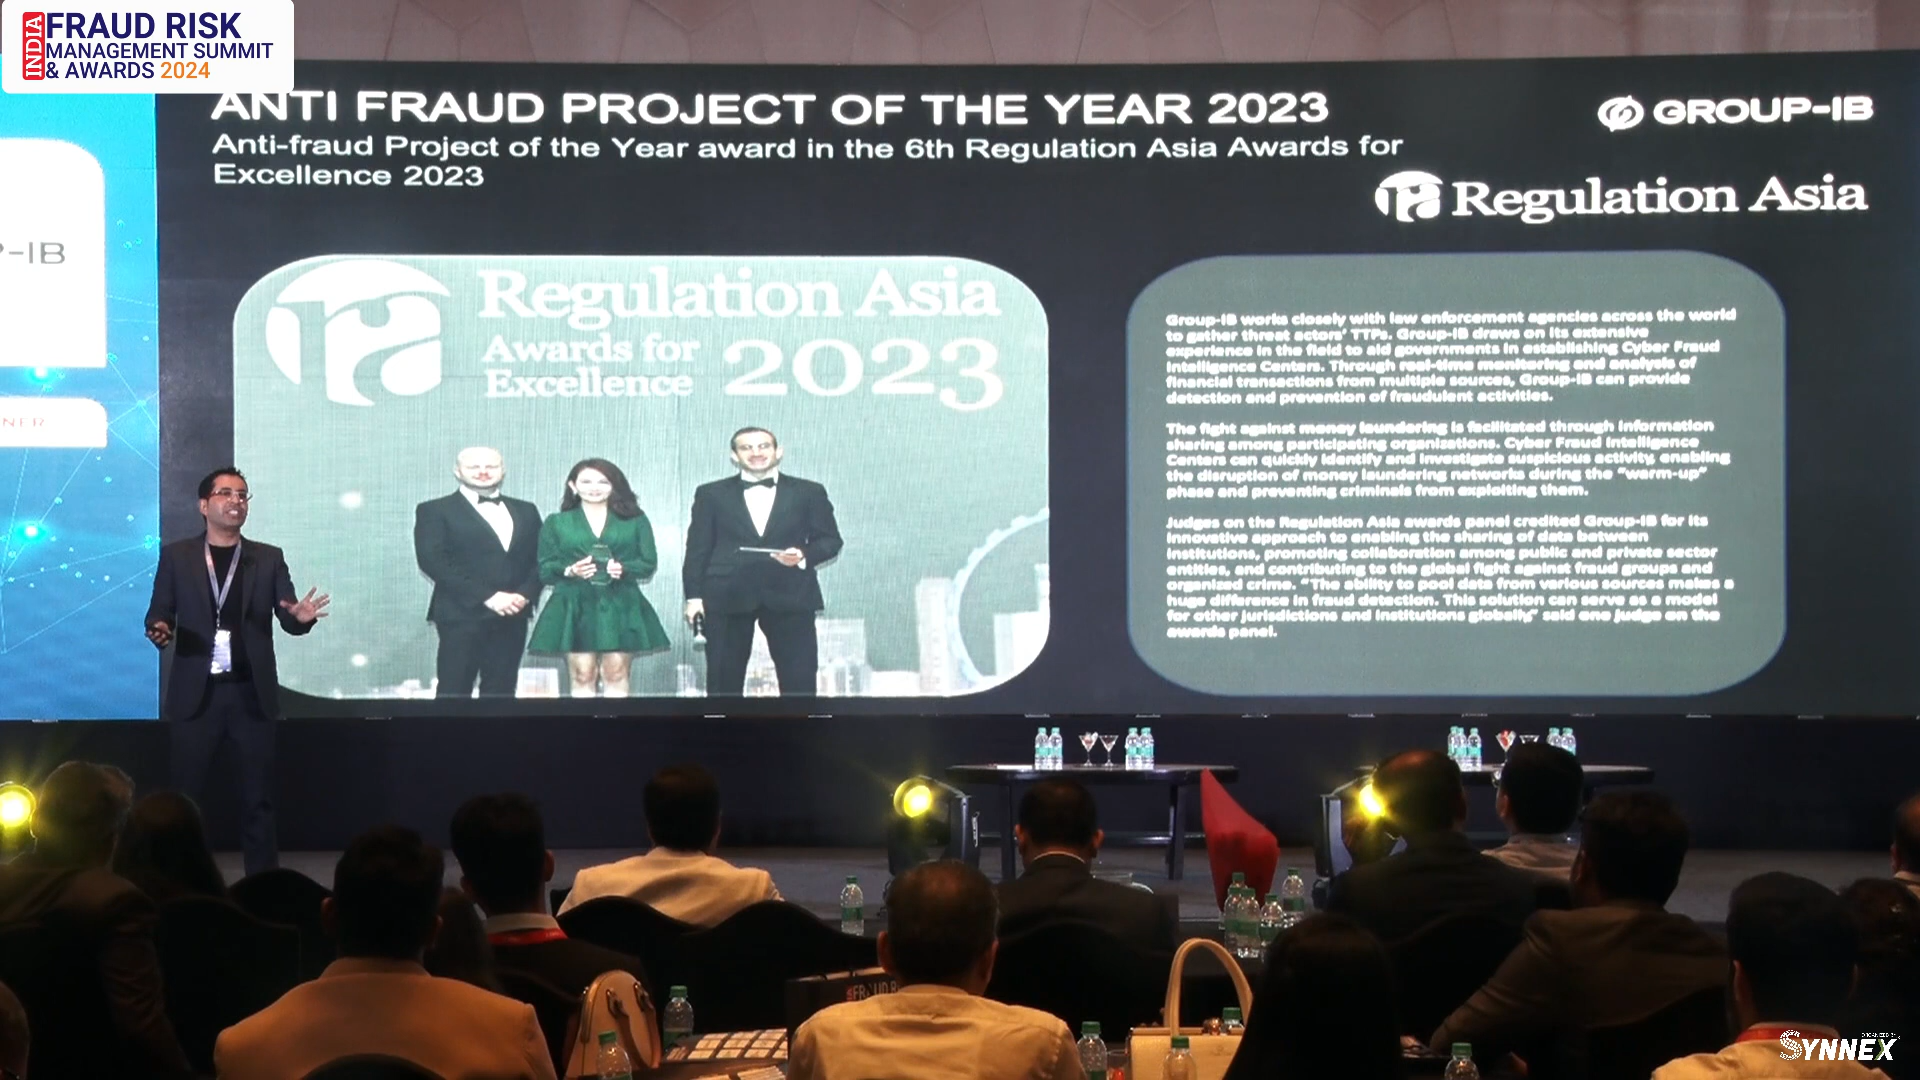 INDIA
FRAUD RISK
MANAGEMENT SUMMIT
& AWARDS 2024
ANTI FRAUD PROJECT OF THE YEAR 2023
Anti-fraud Project of the Year award in the 6th Regulation Asia Awards for
Excellence 2023
GROUP-IB
ra Regulation Asia
-IB
NER
ra
Regulation Asia
Awards for
Excellence
2023
Group-IB works closely with law enforcement agencies across the world
to gather threat actors' TTPs. Group-IB draws on its extensive
experience in the field to aid governments in establishing Cyber Fraud
Intelligence Centers. Through real-time monitoring and analysis of
financial transactions from multiple sources, Group-IB can provide
detection and prevention of fraudulent activities.
The fight against money laundering is facilitated through information
sharing among participating organizations. Cyber Fraud Intelligence
Centers can quickly identify and investigate suspicious activity, enabling
the disruption of money laundering networks during the "warm-up"
phase and preventing criminals from exploiting them.
Judges on the Regulation Asia awards panel credited Group-IB for its
innovative approach to enabling the sharing of data between
institutions, promoting collaboration among public and private sector
entities, and contributing to the global fight against fraud groups and
organized crime. "The ability to pool data from various sources makes a
huge difference in fraud detection. This solution can serve as a model
for other jurisdictions and institutions globally" said one judge on the
awards panel.
FRAUD R
ORGANIZED BY
SYNNEX